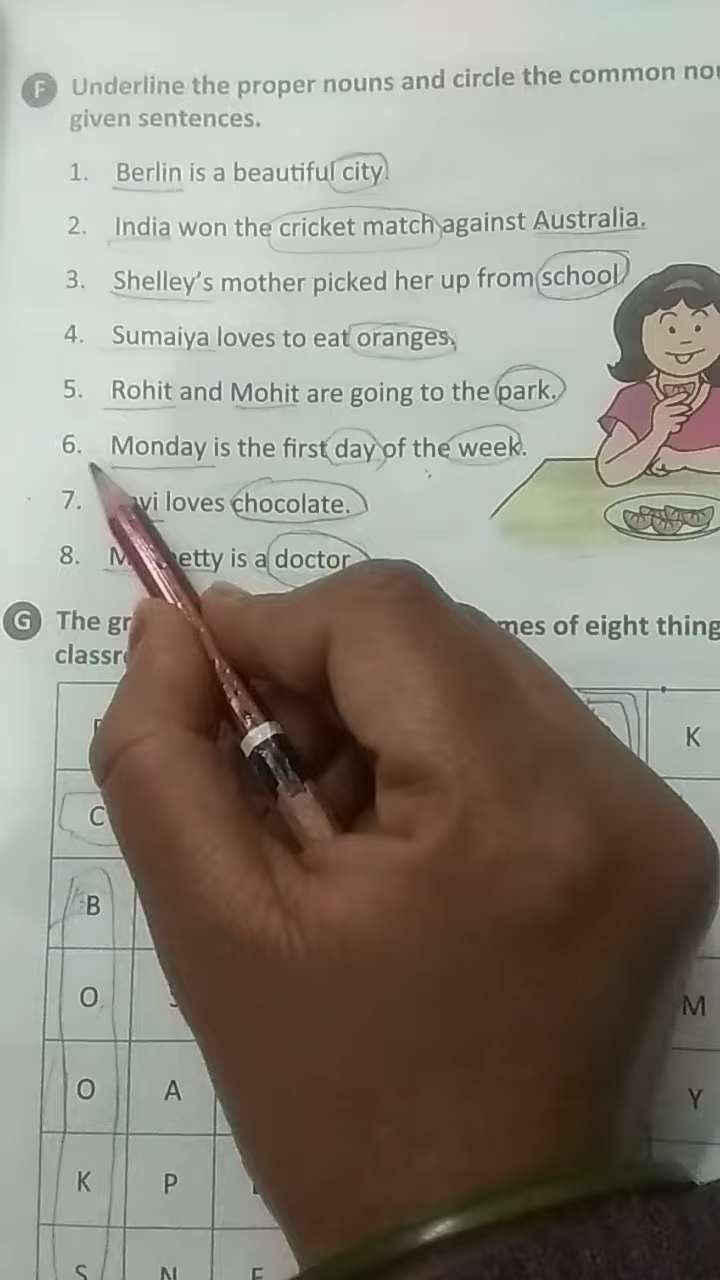 F Underline the proper nouns and circle the common
given sentences.
1. Berlin is a beautiful city.
2. India won the cricket match against Australia.
3. Shelley's mother picked her up from school.
4. Sumaiya loves to eat oranges.
5. Rohit and Mohit are going to the park.
6. Monday is the first day of the week.
7. loves chocolate.
8. is a doctor
G The of eight thing
K
C
B
O
M
O A Y
K P
S N